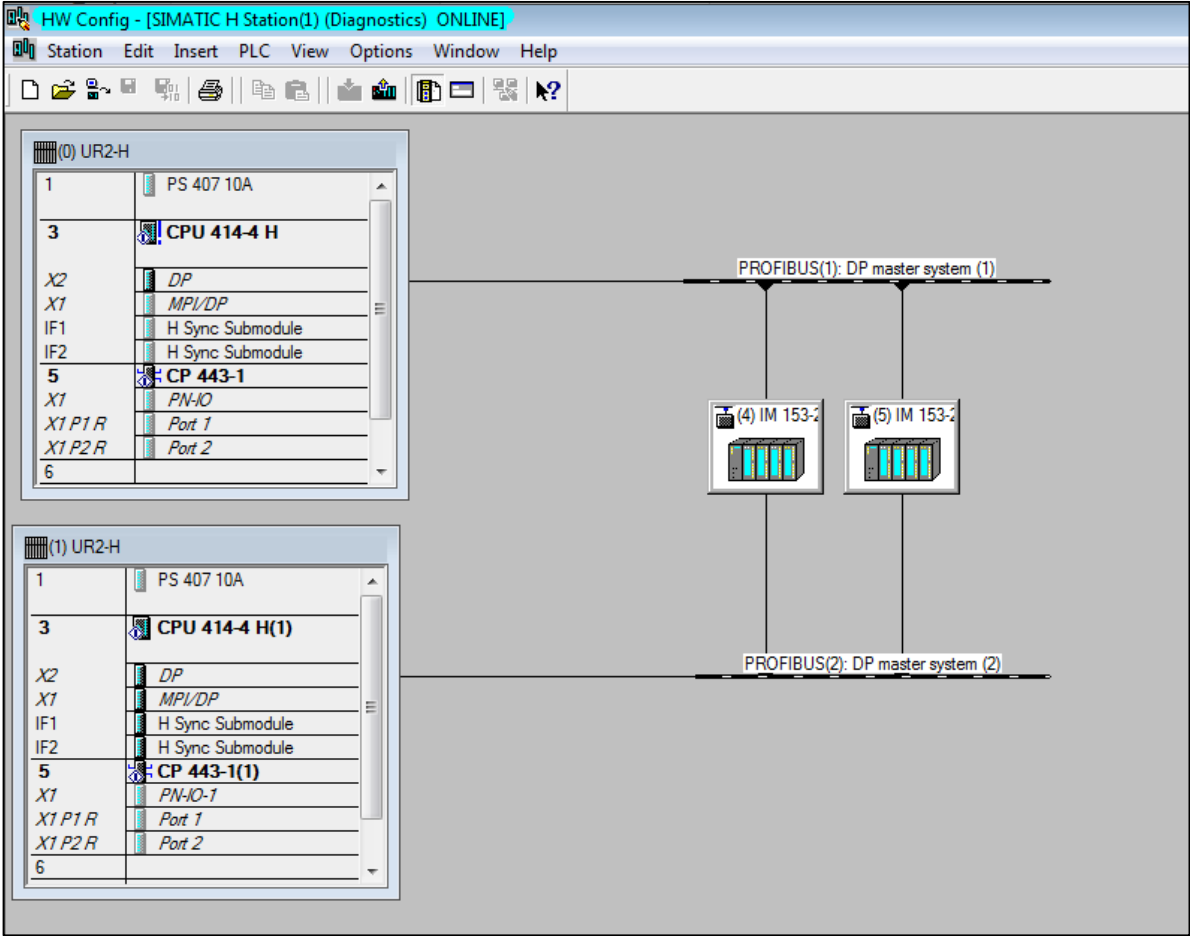 HW Config - [SIMATIC H Station(1) (Diagnostics) ONLINE]
Station Edit Insert PLC View Options Window Help
(0) UR2-H
1 PS 407 10A
3 CPU 414-4 H
X2 DP
X1 MPI/DP
IF1 H Sync Submodule
IF2 H Sync Submodule
5 CP 443-1
X1 PN-IO
X1 P1 R Port 1
X1 P2 R Port 2
6
PROFIBUS(1): DP master system (1)
(4) IM 153-2
(5) IM 153-2
(1) UR2-H
1 PS 407 10A
3 CPU 414-4 H(1)
X2 DP
X1 MPI/DP
IF1 H Sync Submodule
IF2 H Sync Submodule
5 CP 443-1(1)
X1 PN-IO-1
X1 P1 R Port 1
X1 P2 R Port 2
6
PROFIBUS(2): DP master system (2)